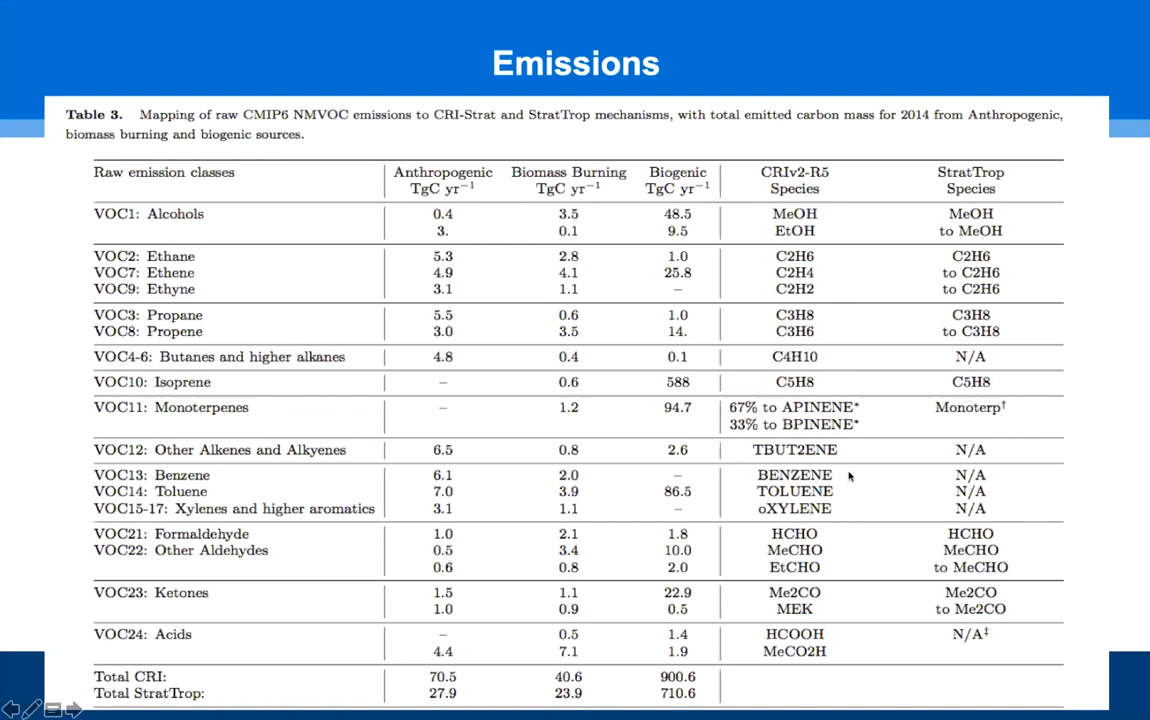 Emissions
Table 3. Mapping of raw CMIP6 NMVOC emissions to CRI-Strat and StratTrop mechanisms, with total emitted carbon mass for 2014 from Anthropogenic,
biomass burning and biogenic sources.
Raw emission classes Anthropogenic Biomass Burning Biogenic CRIv2-R5 StratTrop
TgC yr−1 TgC yr−1 TgC yr−1 Species Species
VOC1: Alcohols 0.4 3.5 48.5 MeOH MeOH
3. 0.1 9.5 EtOH to MeOH
VOC2: Ethane 5.3 2.8 1.0 C2H6 C2H6
VOC7: Ethene 4.9 4.1 25.8 C2H4 to C2H6
VOC9: Ethyne 3.1 1.1 – C2H2 to C2H6
VOC3: Propane 5.5 0.6 1.0 C3H8 C3H8
VOC8: Propene 3.0 3.5 14. C3H6 to C3H8
VOC4-6: Butanes and higher alkanes 4.8 0.4 0.1 C4H10 N/A
VOC10: Isoprene – 0.6 588 C5H8 C5H8
VOC11: Monoterpenes – 1.2 94.7 67% to APINENE* Monoterp†
33% to BPINENE*
VOC12: Other Alkenes and Alkyenes 6.5 0.8 2.6 TBUT2ENE N/A
VOC13: Benzene 6.1 2.0 – BENZENE N/A
VOC14: Toluene 7.0 3.9 86.5 TOLUENE N/A
VOC15-17: Xylenes and higher aromatics 3.1 1.1 – oXYLENE N/A
VOC21: Formaldehyde 1.0 2.1 1.8 HCHO HCHO
VOC22: Other Aldehydes 0.5 3.4 10.0 MeCHO MeCHO
0.6 0.8 2.0 EtCHO to MeCHO
VOC23: Ketones 1.5 1.1 22.9 Me2CO Me2CO
1.0 0.9 0.5 MEK to Me2CO
VOC24: Acids – 0.5 1.4 HCOOH N/A‡
4.4 7.1 1.9 MeCO2H
Total CRI: 70.5 40.6 900.6
Total StratTrop: 27.9 23.9 710.6